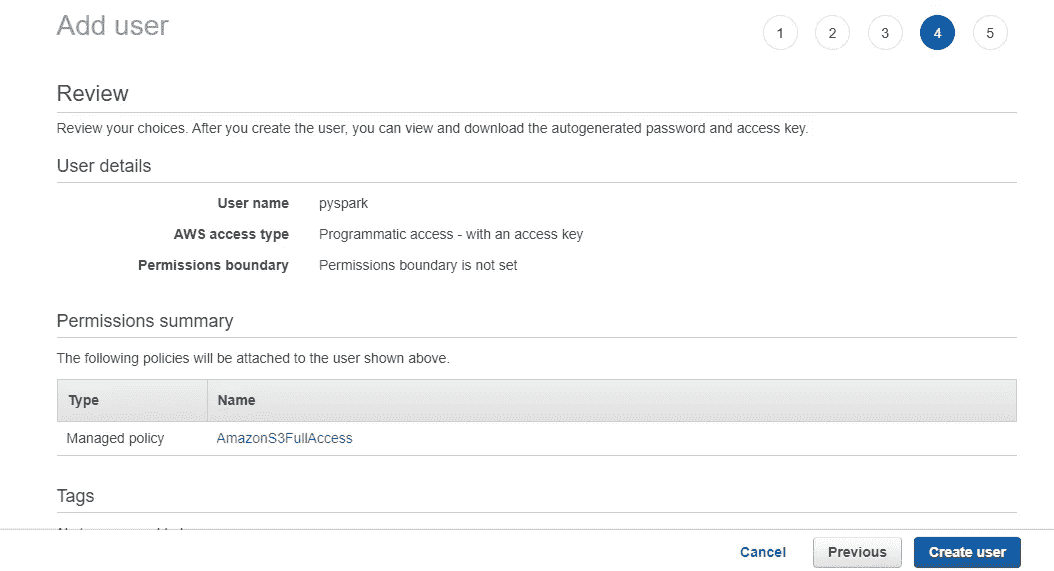 Add user
1 2 3 4 5
Review
Review your choices. After you create the user, you can view and download the autogenerated password and access key.
User details
User name pyspark
AWS access type Programmatic access - with an access key
Permissions boundary Permissions boundary is not set
Permissions summary
The following policies will be attached to the user shown above.
Type Name
Managed policy AmazonS3FullAccess
Tags
Cancel Previous Create user